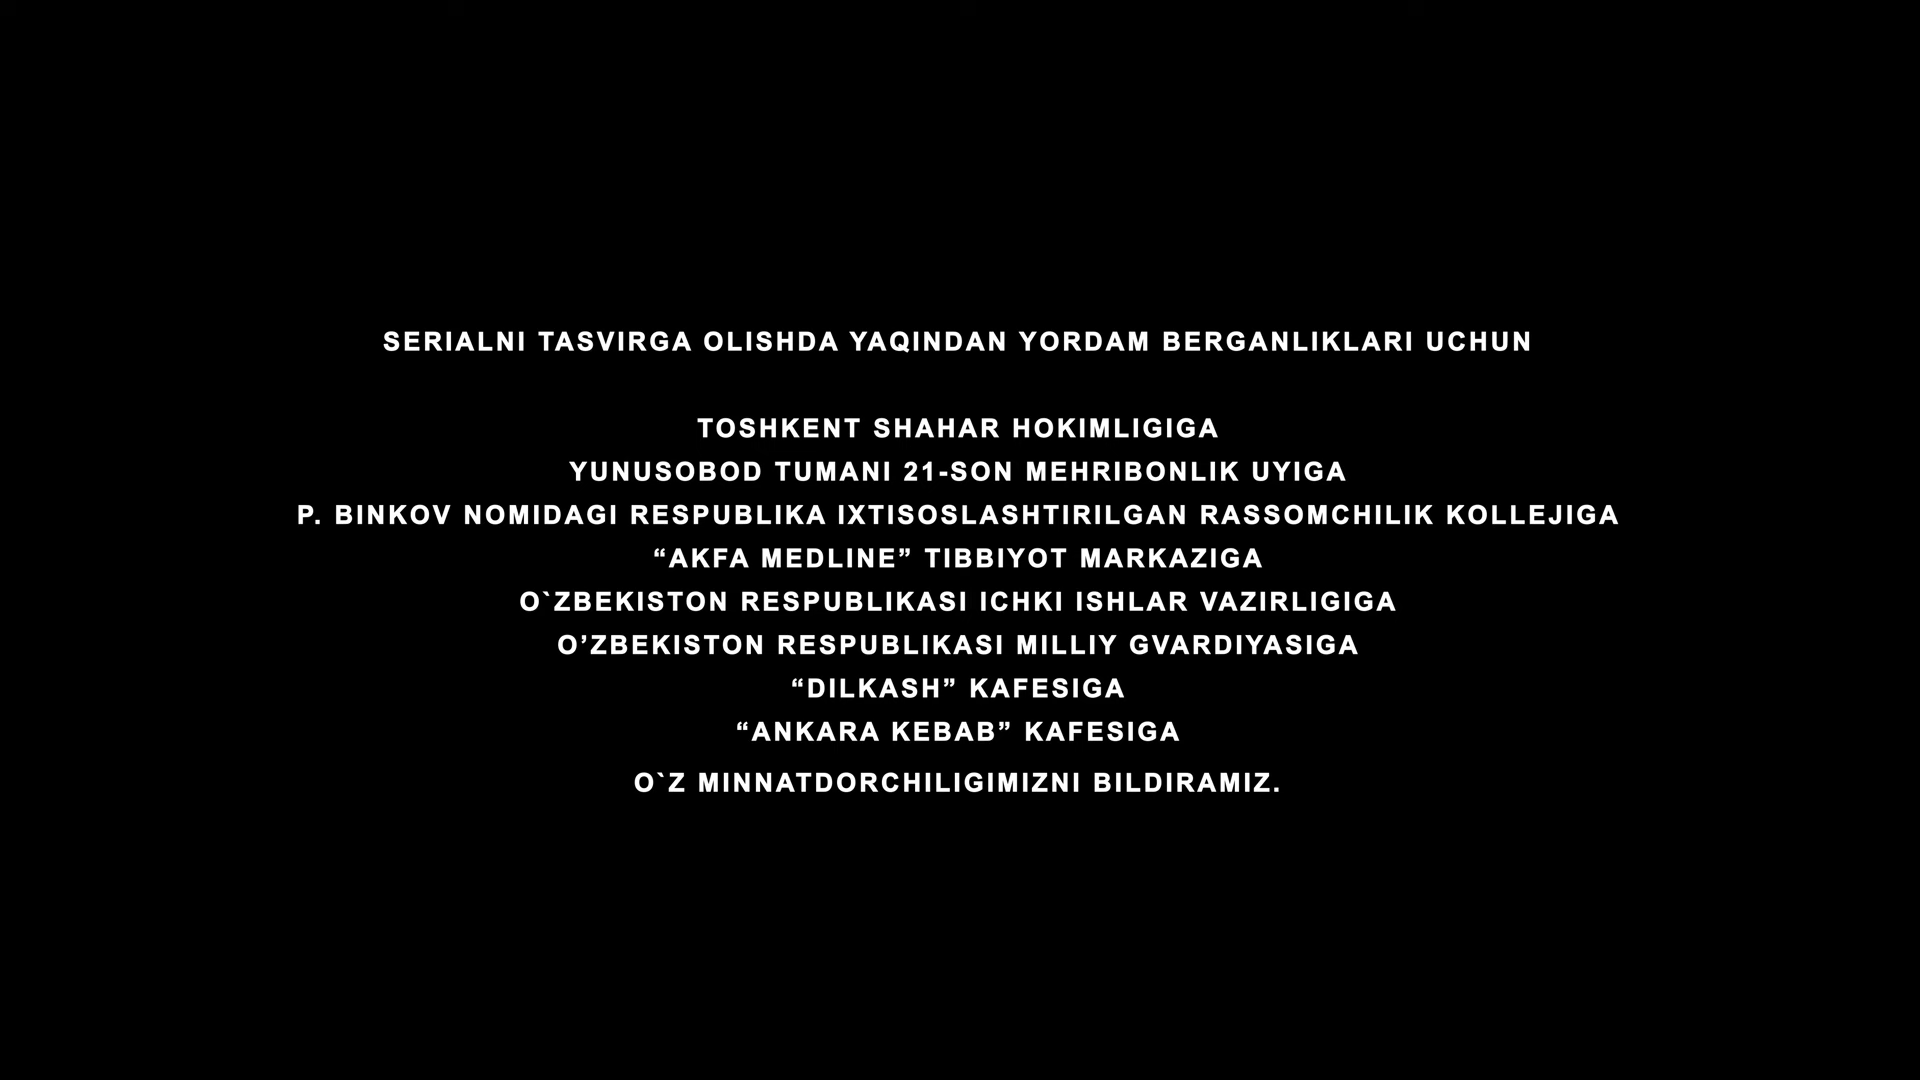 SERIALNI TASVIRGA OLISHDA YAQINDAN YORDAM BERGANLIKLARI UCHUN
TOSHKENT SHAHAR HOKIMLIGIGA
YUNUSOBOD TUMANI 21-SON MEHRIBONLIK UYIGA
P. BINKOV NOMIDAGI RESPUBLIKA IXTISOSLASHTIRILGAN RASSOMCHILIK KOLLEJIGA
“AKFA MEDLINE” TIBBIYOT MARKAZIGA
O`ZBEKISTON RESPUBLIKASI ICHKI ISHLAR VAZIRLIGIGA
O’ZBEKISTON RESPUBLIKASI MILLIY GVARDIYASIGA
“DILKASH” KAFESIGA
“ANKARA KEBAB” KAFESIGA
O`Z MINNATDORCHILIGIMIZNI BILDIRAMIZ.